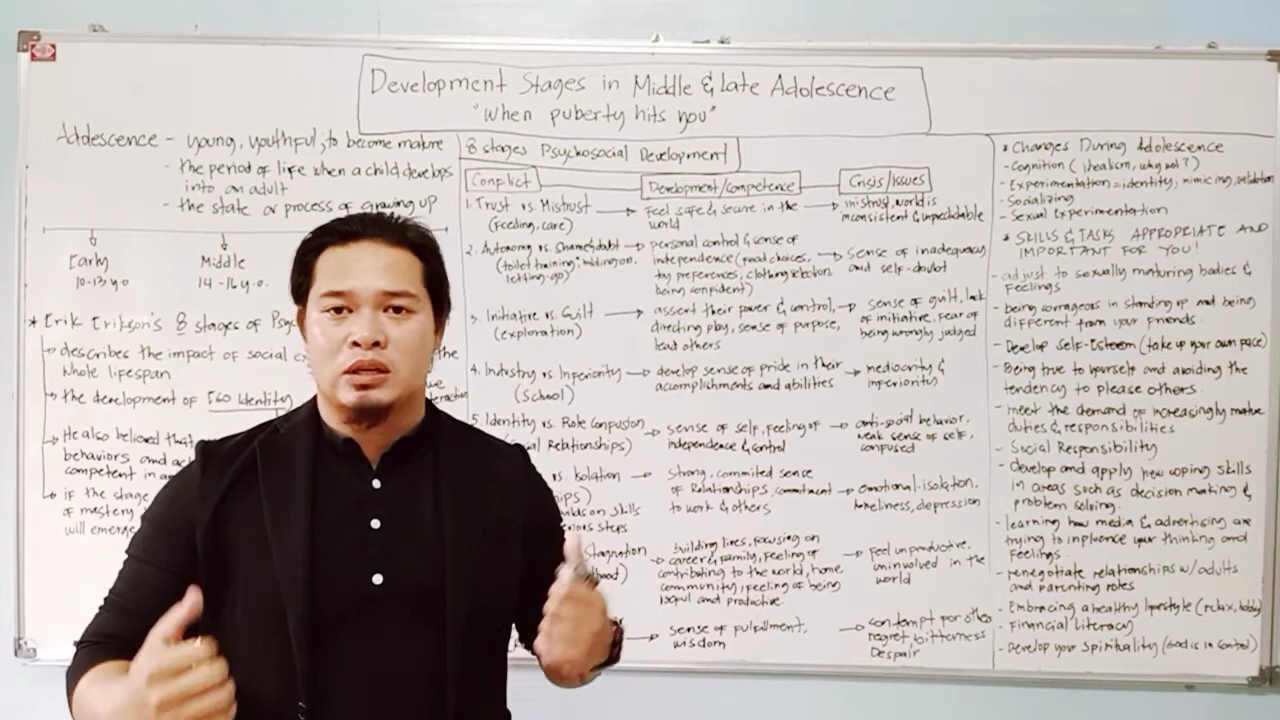 Development Stages in Middle & Late Adolescence
"when puberty hits you"
Adolescence - young, youthful, to become mature
- the period of life when a child develops
into an adult
- the state or process of growing up
Early
10-13 y.o
Middle
14-16 y.o.
* Erik Erikson's 8 stages of
describes the impact of social
the
whole lifespan
the development of EGO Identity
He also believed that
behaviors and
competent in
if the stage
of mastery
will emerge
8 stages Psychosocial Development
Conflict
Development/competence
Crisis/Issues
1. Trust vs. Mistrust
(Feeding, care)
Feel safe & secure in the
world
mistrust, world is
inconsistent & unpredictable
2. Autonomy vs. Shame & doubt
(toilet training, holding on,
letting-go)
personal control & sense of
independence (food choices,
toy preferences, clothing selection,
being confident)
Sense of inadequacy
and self-doubt
3. Initiative vs. Guilt
(exploration)
assert their power & control,
directing play, sense of purpose,
lead others
sense of guilt, lack
of initiative, fear of
being wrongly judged
4. Industry vs Inferiority
(School)
develop sense of pride in their
accomplishments and abilities
mediocrity &
inferiority
5. Identity vs. Role Confusion
Relationships)
sense of self, feeling of
independence & control
anti-social behavior,
weak sense of self,
confused
vs Isolation
on skills
steps
strong, commited sense
of Relationships, commitment
to work & others
emotional-isolation,
loneliness, depression
Stagnation
building lives, focusing on
career & family, feeling of
contributing to the world, home
community, feeling of being
useful and productive
feel unproductive,
uninvolved in the
world
sense of fulfillment,
wisdom
contempt for others
regret, bitterness
Despair
* Changes During Adolescence
- Cognition (idealism, why not?)
- Experimentation = identity, mimicing, validation
- Socializing
- Sexual Experimentation
* SKILLS & TASKS APPROPRIATE AND
IMPORTANT FOR YOU!
- adjust to sexually maturing bodies &
feelings
- being courageous in standing up and being
different from your friends.
- Develop self-Esteem (take up your own pace)
- Being true to yourself and avoiding the
tendency to please others.
- meet the demand of increasingly mature
duties & responsibilities
- Social Responsibility
- develop and apply new coping skills
in areas such as decision making &
problem solving.
- learning how media & advertising are
trying to influence your thinking and
feelings.
- renegotiate relationships w/ adults
and parenting roles
- Embracing a healthy lifestyle (relax, hobby)
- Financial Literacy
- Develop your Spirituality (God is in control)